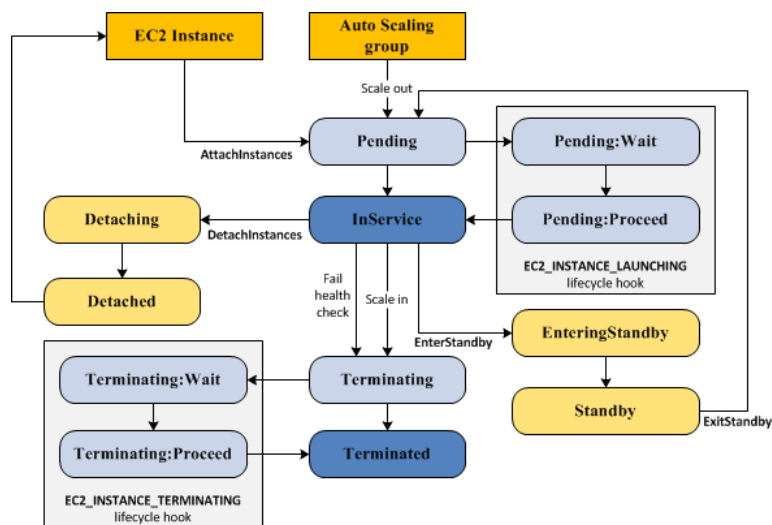 EC2 Instance
Auto Scaling
group
Scale out
AttachInstances
Pending
Pending:Wait
Detaching
DetachInstances
InService
Pending:Proceed
EC2_INSTANCE_LAUNCHING
lifecycle hook
Detached
Fail
health
check
Scale in
EnterStandby
EnteringStandby
Terminating:Wait
Terminating
Standby
ExitStandby
Terminating:Proceed
Terminated
EC2_INSTANCE_TERMINATING
lifecycle hook